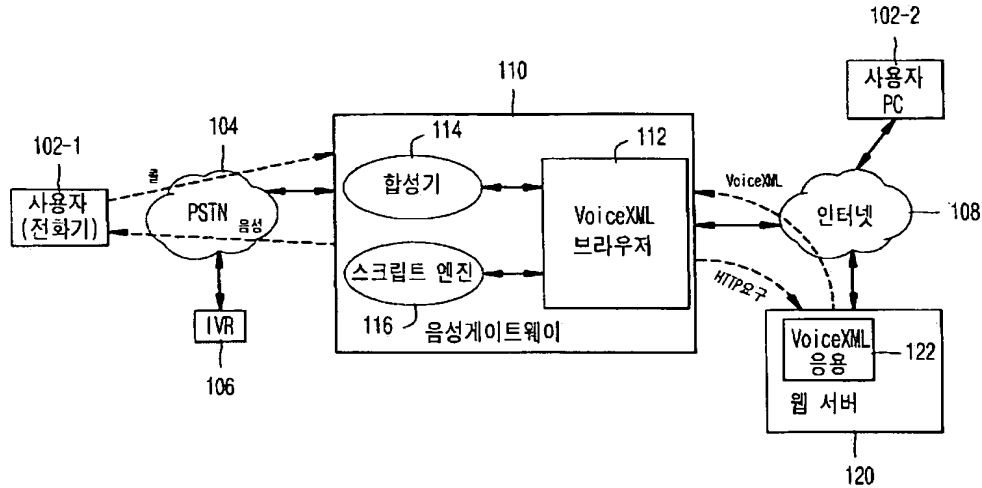 102-2
사용자
PC
110
114
112
104
102-1
콜
합성기
VoiceXML
사용자
(전화기)
PSTN
음성
VoiceXML
브라우저
인터넷
108
스크립트 엔진
HTTP요구
116
음성게이트웨이
IVR
106
VoiceXML
응용
122
웹 서버
120